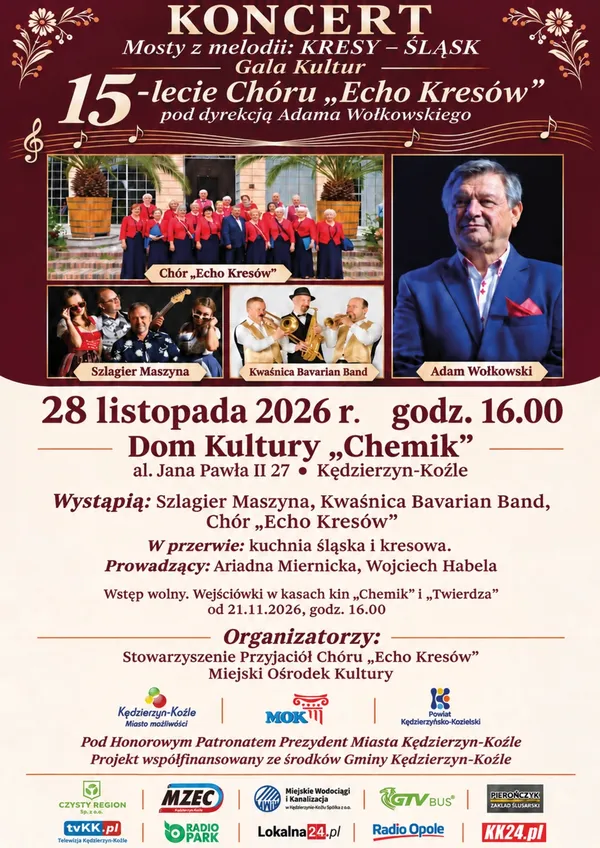 KONCERT
Mosty z melodii: KRESY – ŚLĄSK
Gala Kultur
15-lecie Chóru „Echo Kresów”
pod dyrekcją Adama Wołkowskiego
Chór „Echo Kresów”
Szlagier Maszyna
Kwaśnica Bavarian Band
Adam Wołkowski
28 listopada 2026 r. godz. 16.00
Dom Kultury „Chemik”
al. Jana Pawła II 27 • Kędzierzyn-Koźle
Wystąpią: Szlagier Maszyna, Kwaśnica Bavarian Band,
Chór „Echo Kresów”
W przerwie: kuchnia śląska i kresowa.
Prowadzący: Ariadna Miernicka, Wojciech Habela
Wstęp wolny. Wejściówki w kasach kin „Chemik” i „Twierdza”
od 21.11.2026, godz. 16.00
Organizatorzy:
Stowarzyszenie Przyjaciół Chóru „Echo Kresów”
Miejski Ośrodek Kultury
Kędzierzyn-Koźle
Miasto możliwości
MOK
Powiat
Kędzierzyńsko-Kozielski
Pod Honorowym Patronatem Prezydent Miasta Kędzierzyn-Koźle
Projekt współfinansowany ze środków Gminy Kędzierzyn-Koźle
CZYSTY REGION
Sp. z o.o.
MZEC
Kędzierzyn-Koźle
Miejskie Wodociągi
i Kanalizacja
w Kędzierzynie-Koźlu Spółka z o.o.
GTV BUS
PIEROŃCZYK
ZAKŁAD ŚLUSARSKI
tvKK.pl
Telewizja Kędzierzyn-Koźle
RADIO
PARK
Lokalna24.pl
Radio Opole
KK24.pl